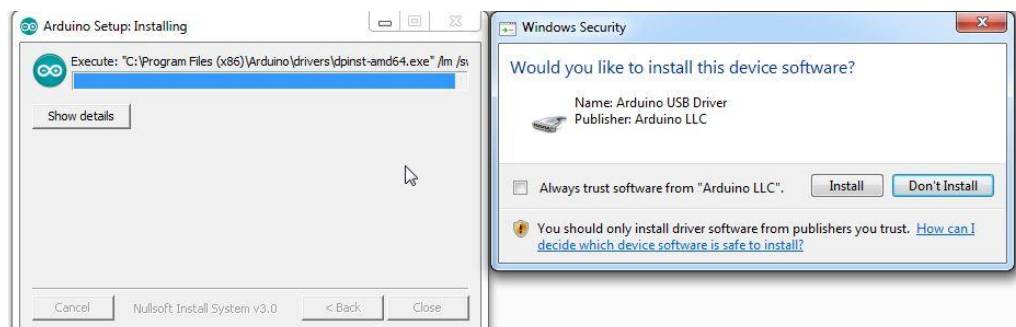 Arduino Setup: Installing
Execute: "C:\Program Files (x86)\Arduino\drivers\dpinst-amd64.exe" /lm /sw
Show details
Cancel
Nullsoft Install System v3.0
< Back
Close
Windows Security
Would you like to install this device software?
Name: Arduino USB Driver
Publisher: Arduino LLC
Always trust software from "Arduino LLC".
Install
Don't Install
You should only install driver software from publishers you trust. How can I
decide which device software is safe to install?